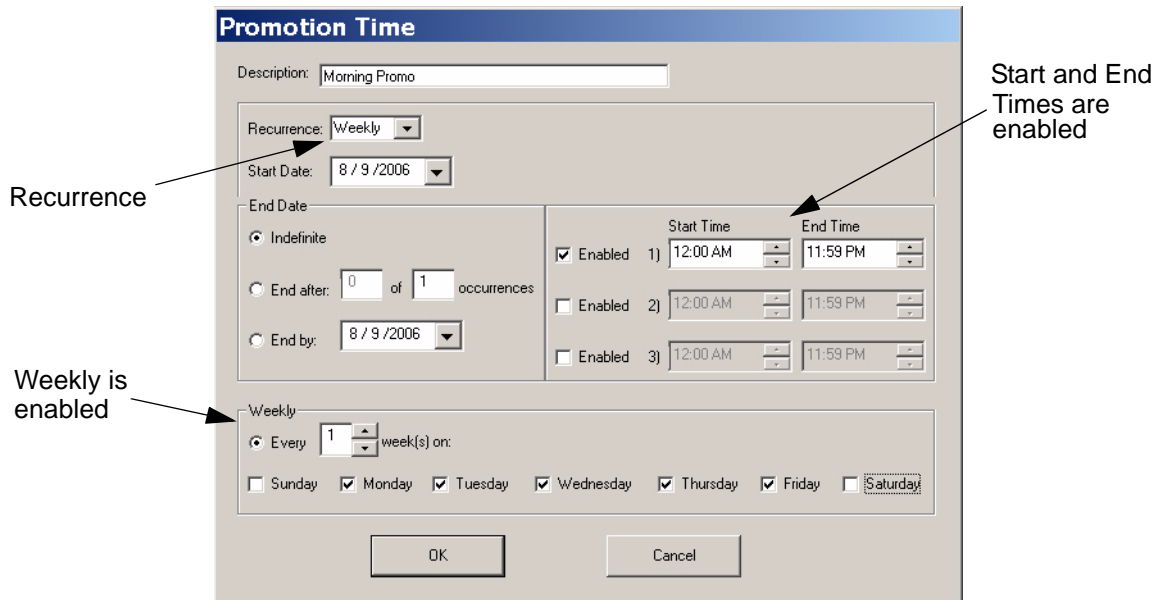 Promotion Time
Description: Morning Promo
Start and End
Times are
enabled
Recurrence: Weekly
Start Date: 8 / 9 /2006
Recurrence
End Date
Indefinite
End after: 0 of 1 occurrences
End by: 8 / 9 /2006
Start Time End Time
Enabled 1) 12:00 AM 11:59 PM
Enabled 2) 12:00 AM 11:59 PM
Enabled 3) 12:00 AM 11:59 PM
Weekly is
enabled
Weekly
Every 1 week(s) on:
Sunday Monday Tuesday Wednesday Thursday Friday Saturday
OK Cancel